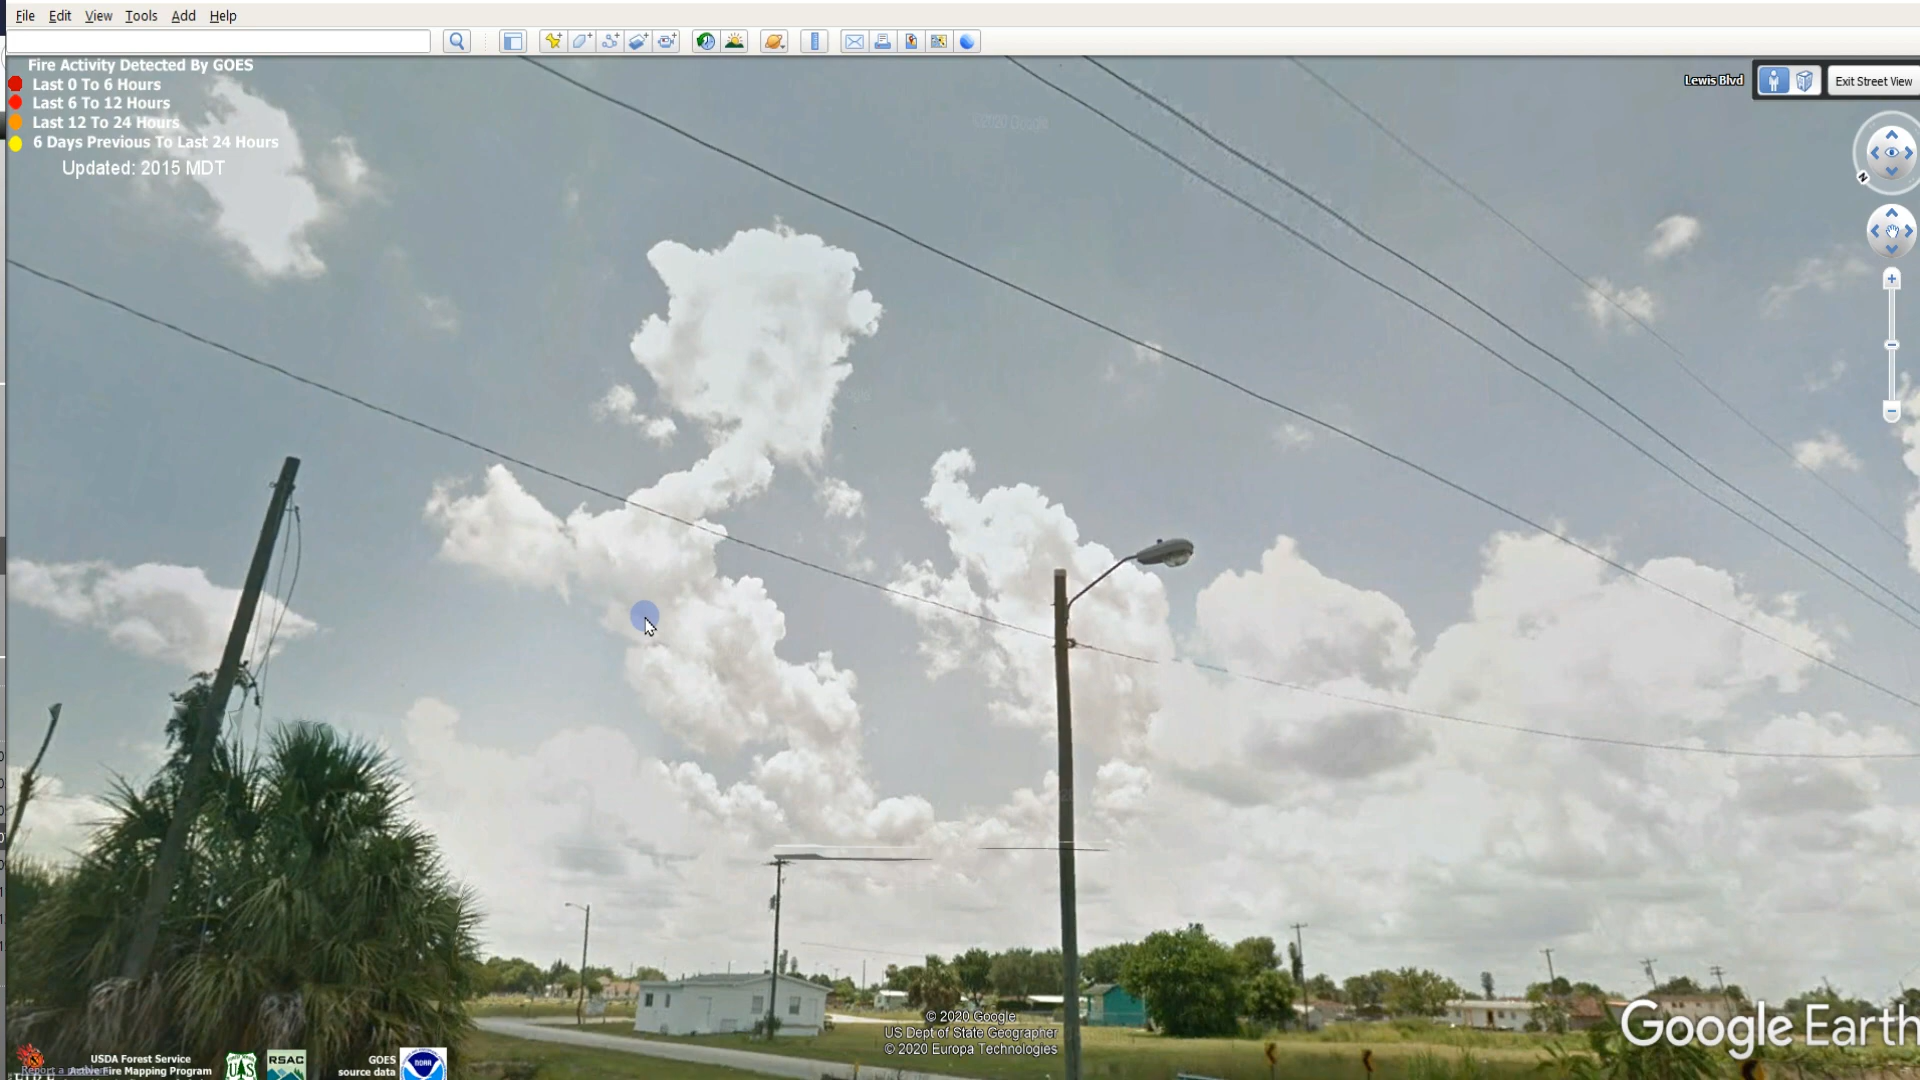 File Edit View Tools Add Help
Fire Activity Detected By GOES
Last 0 To 6 Hours
Last 6 To 12 Hours
Last 12 To 24 Hours
6 Days Previous To Last 24 Hours
Updated: 2015 MDT
Lewis Blvd
Exit Street View
N
© 2020 Google
US Dept of State Geographer
© 2020 Europa Technologies
Google Earth
USDA Forest Service
Active Fire Mapping Program
RSAC
GOES
source data
NOAA
Report a